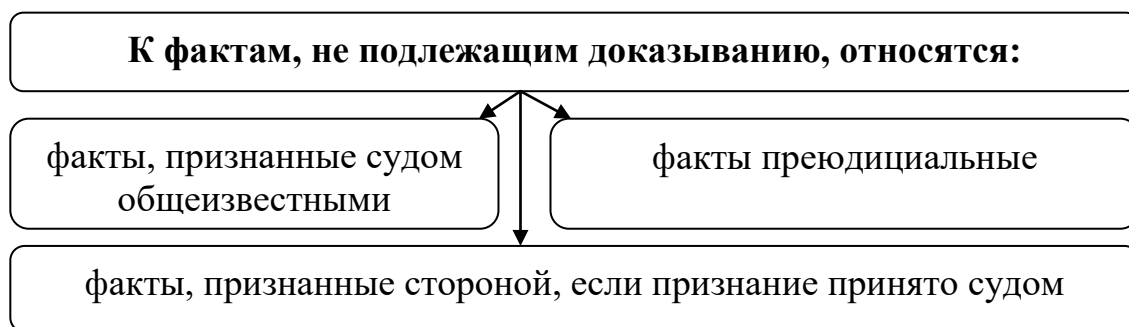 К фактам, не подлежащим доказыванию, относятся:
факты, признанные судом
общеизвестными
факты преюдициальные
факты, признанные стороной, если признание принято судом